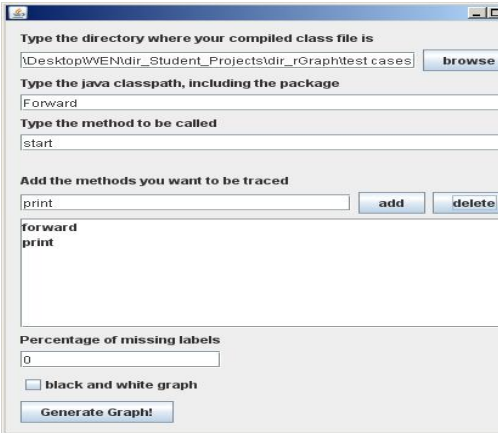 Type the directory where your compiled class file is
\Desktop\WEN\dir_Student_Projects\dir_rGraph\test cases browse
Type the java classpath, including the package
Forward
Type the method to be called
start
Add the methods you want to be traced
print add delete
forward
print
Percentage of missing labels
0
black and white graph
Generate Graph!